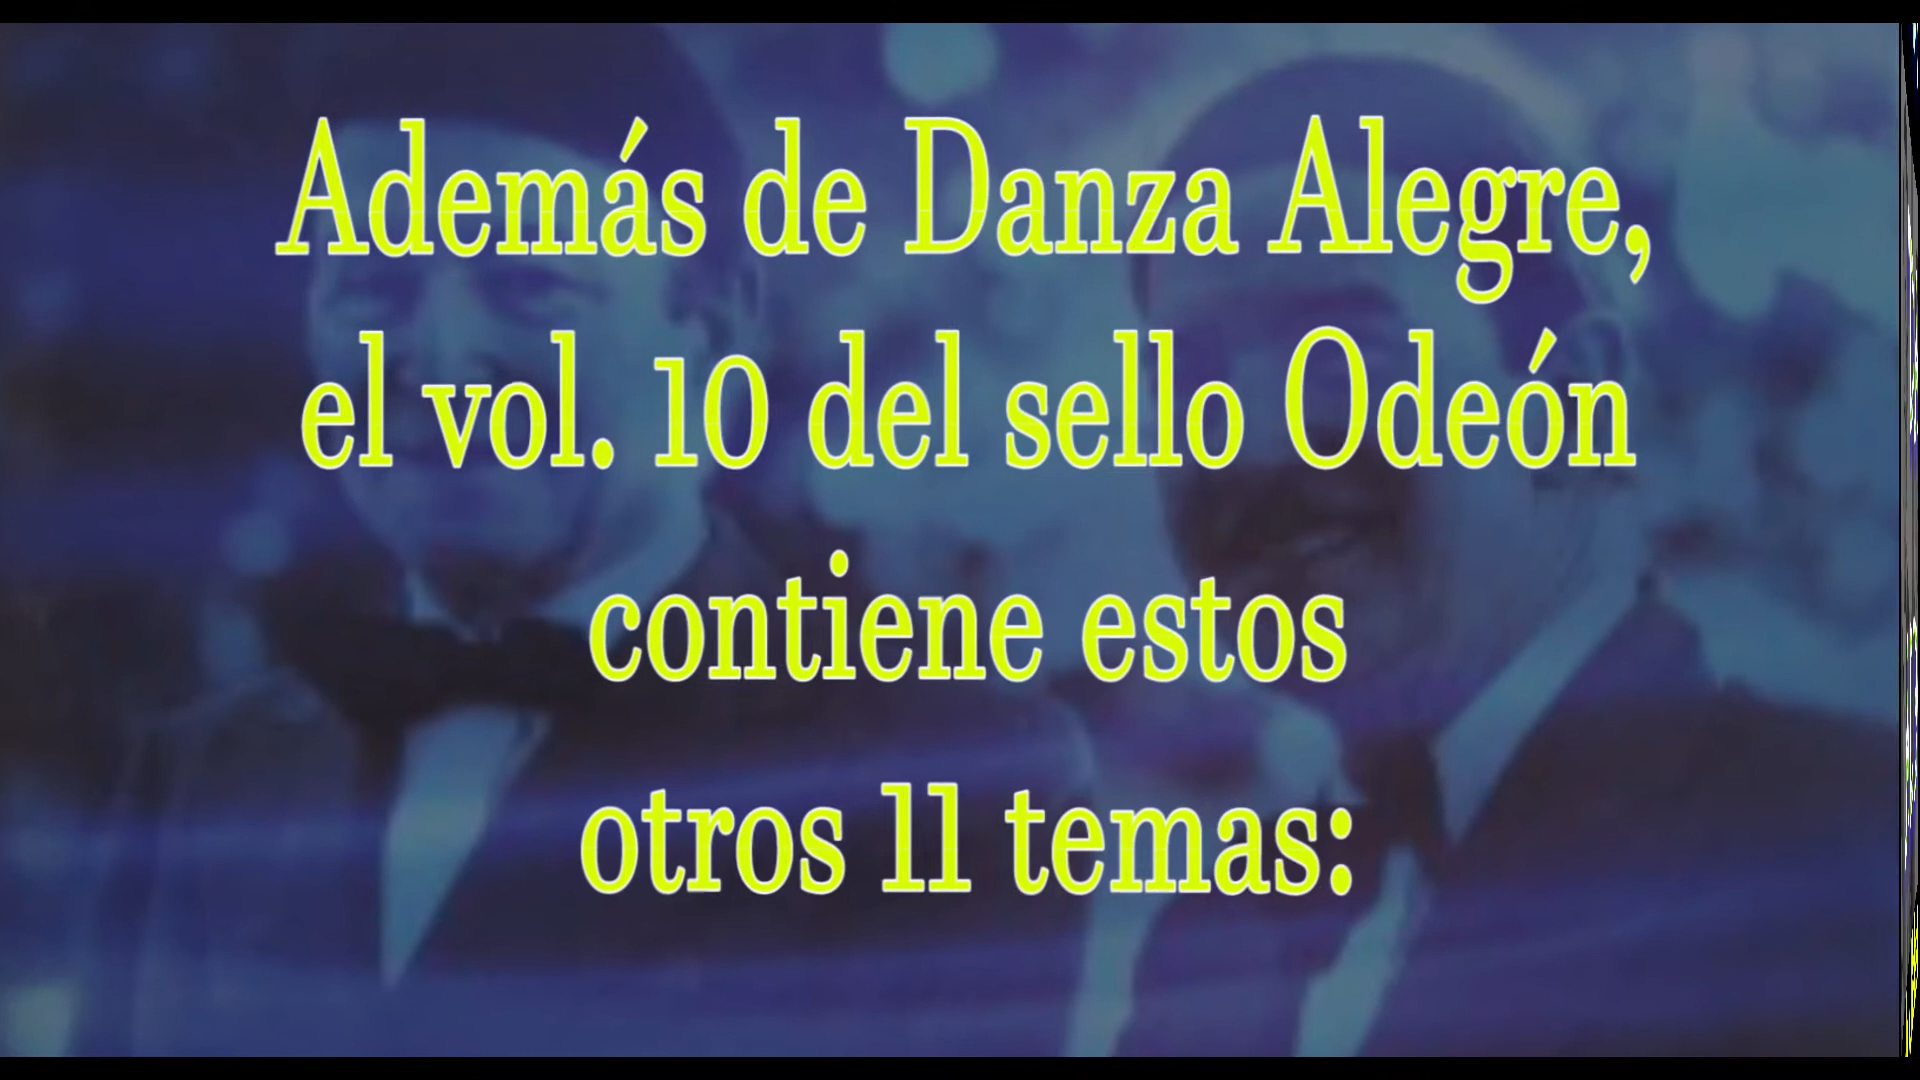 Además de Danza Alegre,
el vol. 10 del sello Odeón
contiene estos
otros 11 temas: